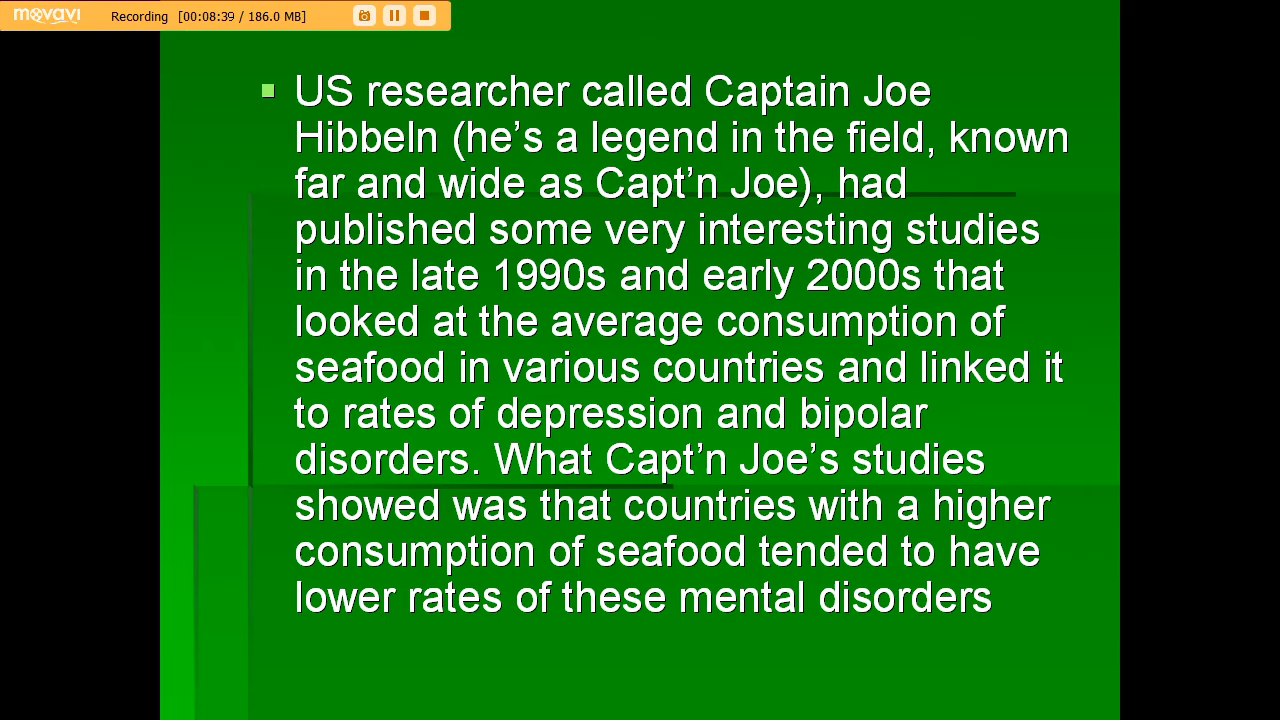 movavi Recording [00:08:39 / 186.0 MB]
US researcher called Captain Joe
Hibbeln (he’s a legend in the field, known
far and wide as Capt’n Joe), had
published some very interesting studies
in the late 1990s and early 2000s that
looked at the average consumption of
seafood in various countries and linked it
to rates of depression and bipolar
disorders. What Capt’n Joe’s studies
showed was that countries with a higher
consumption of seafood tended to have
lower rates of these mental disorders